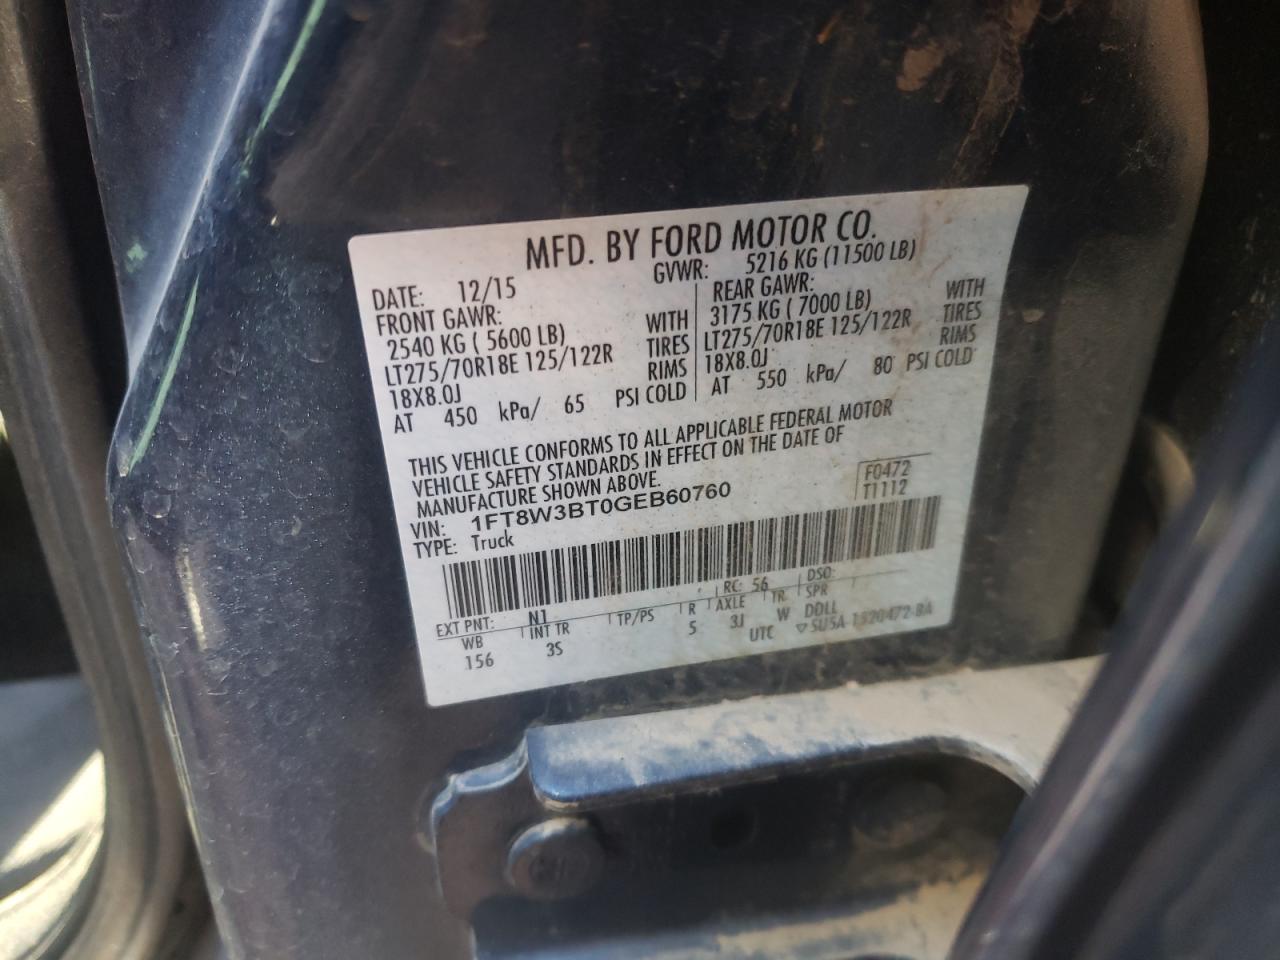 MFD. BY FORD MOTOR CO.
DATE: 12/15
GVWR: 5216 KG (11500 LB)
FRONT GAWR:
2540 KG ( 5600 LB) WITH
LT275/70R18E 125/122R TIRES
18X8.0J RIMS
AT 450 kPa/ 65 PSI COLD
REAR GAWR:
3175 KG ( 7000 LB) WITH
LT275/70R18E 125/122R TIRES
18X8.0J RIMS
AT 550 kPa/ 80 PSI COLD
THIS VEHICLE CONFORMS TO ALL APPLICABLE FEDERAL MOTOR
VEHICLE SAFETY STANDARDS IN EFFECT ON THE DATE OF
MANUFACTURE SHOWN ABOVE.
VIN: 1FT8W3BT0GEB60760
TYPE: Truck
F0472
T1112
EXT PNT: N1 RC: 56 DSO:
WB INT TR TP/PS R AXLE TR SPR
156 3S 5 3J W DDLL
UTC ▽ SU5A-1520472-BA